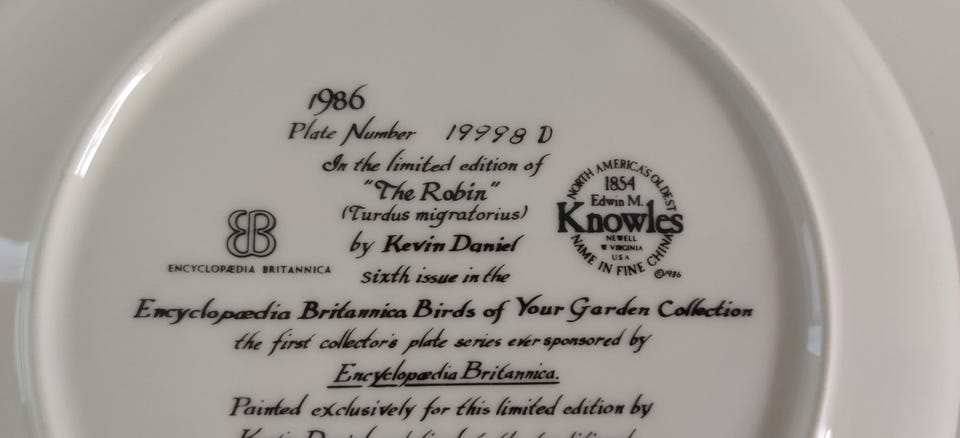 1986
Plate Number 19998 D
In the limited edition of
"The Robin"
(Turdus migratorius)
by Kevin Daniel
sixth issue in the
Encyclopædia Britannica Birds of Your Garden Collection
the first collector's plate series ever sponsored by
Encyclopædia Britannica.
Painted exclusively for this limited edition by
EB
ENCYCLOPÆDIA BRITANNICA
NORTH AMERICA'S OLDEST
1854
Edwin M.
Knowles
NEWELL
W VIRGINIA
USA
NAME IN FINE CHINA
©1986